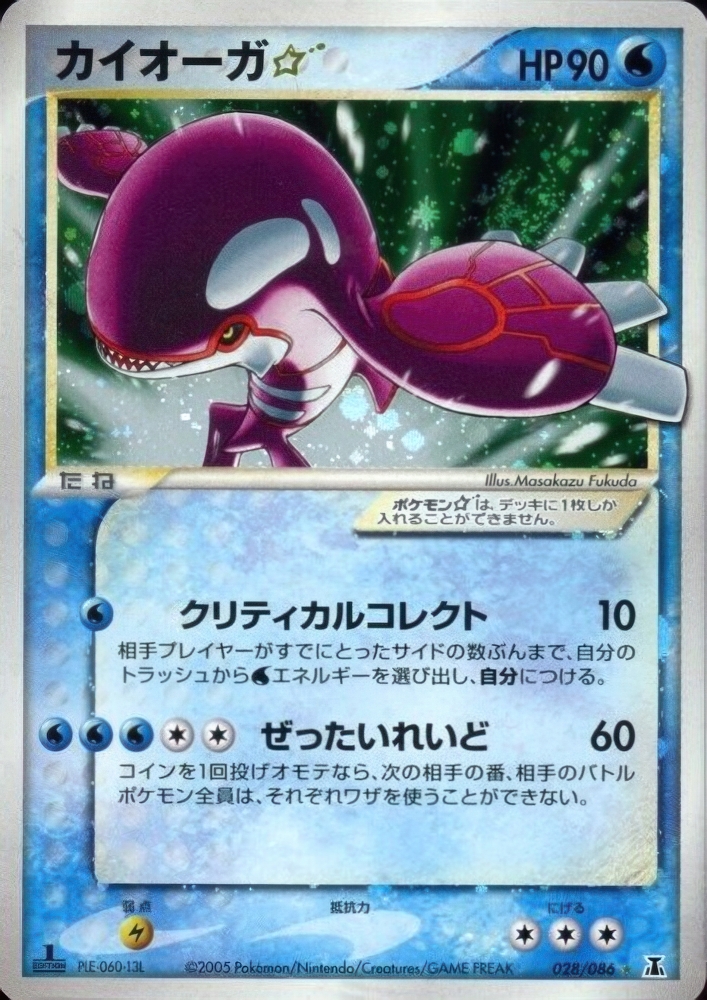 カイオーガ☆
HP90
たね
Illus.Masakazu Fukuda
ポケモン☆は、デッキに1枚しか
入れることができません。
クリティカルコレクト 10
相手プレイヤーがすでにとったサイドの数ぶんまで、自分の
トラッシュからエネルギーを選び出し、自分につける。
ぜったいれいど 60
コインを1回投げオモテなら、次の相手の番、相手のバトル
ポケモン全員は、それぞれワザを使うことができない。
弱点 抵抗力 にげる
1 EDITION PLE-060-13L ©2005 Pokémon/Nintendo/Creatures/GAME FREAK 028/086 ★